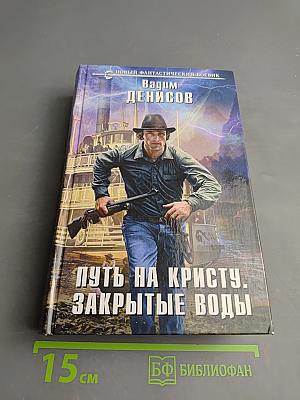 НОВЫЙ ФАНТАСТИЧЕСКИЙ БОЕВИК
Вадим
ДЕНИСОВ
ПУТЬ НА КРИСТУ.
ЗАКРЫТЫЕ ВОДЫ
15 см
БФ БИБЛИОФАН